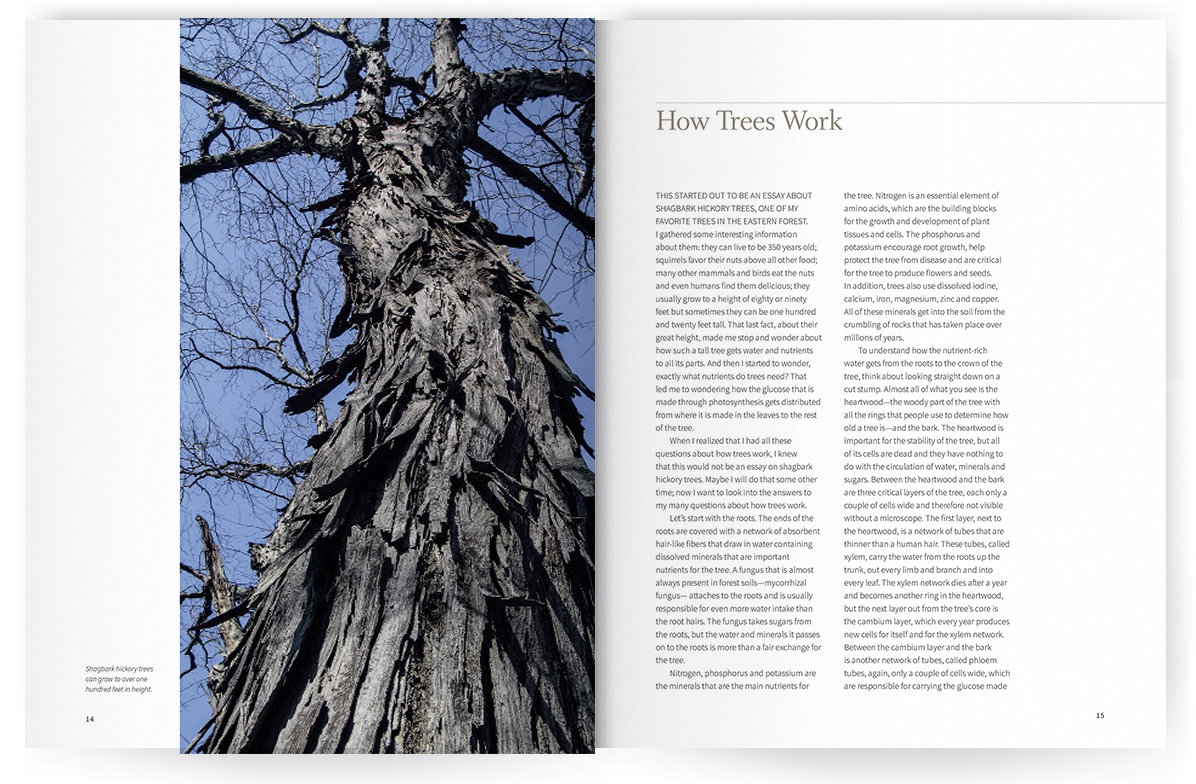 Shagbark hickory trees
can grow to over one
hundred feet in height.
14
How Trees Work
THIS STARTED OUT TO BE AN ESSAY ABOUT
SHAGBARK HICKORY TREES, ONE OF MY
FAVORITE TREES IN THE EASTERN FOREST.
I gathered some interesting information
about them: they can live to be 350 years old;
squirrels favor their nuts above all other food;
many other mammals and birds eat the nuts
and even humans find them delicious; they
usually grow to a height of eighty or ninety
feet but sometimes they can be one hundred
and twenty feet tall. That last fact, about their
great height, made me stop and wonder about
how such a tall tree gets water and nutrients
to all its parts. And then I started to wonder,
exactly what nutrients do trees need? That
led me to wondering how the glucose that is
made through photosynthesis gets distributed
from where it is made in the leaves to the rest
of the tree.
When I realized that I had all these
questions about how trees work, I knew
that this would not be an essay on shagbark
hickory trees. Maybe I will do that some other
time; now I want to look into the answers to
my many questions about how trees work.
Let's start with the roots. The ends of the
roots are covered with a network of absorbent
hair-like fibers that draw in water containing
dissolved minerals that are important
nutrients for the tree. A fungus that is almost
always present in forest soils—mycorrhizal
fungus— attaches to the roots and is usually
responsible for even more water intake than
the root hairs. The fungus takes sugars from
the roots, but the water and minerals it passes
on to the roots is more than a fair exchange for
the tree.
Nitrogen, phosphorus and potassium are
the minerals that are the main nutrients for
the tree. Nitrogen is an essential element of
amino acids, which are the building blocks
for the growth and development of plant
tissues and cells. The phosphorus and
potassium encourage root growth, help
protect the tree from disease and are critical
for the tree to produce flowers and seeds.
In addition, trees also use dissolved iodine,
calcium, iron, magnesium, zinc and copper.
All of these minerals get into the soil from the
crumbling of rocks that has taken place over
millions of years.
To understand how the nutrient-rich
water gets from the roots to the crown of the
tree, think about looking straight down on a
cut stump. Almost all of what you see is the
heartwood—the woody part of the tree with
all the rings that people use to determine how
old a tree is—and the bark. The heartwood is
important for the stability of the tree, but all
of its cells are dead and they have nothing to
do with the circulation of water, minerals and
sugars. Between the heartwood and the bark
are three critical layers of the tree, each only a
couple of cells wide and therefore not visible
without a microscope. The first layer, next to
the heartwood, is a network of tubes that are
thinner than a human hair. These tubes, called
xylem, carry the water from the roots up the
trunk, out every limb and branch and into
every leaf. The xylem network dies after a year
and becomes another ring in the heartwood,
but the next layer out from the tree's core is
the cambium layer, which every year produces
new cells for itself and for the xylem network.
Between the cambium layer and the bark
is another network of tubes, called phloem
tubes, again, only a couple of cells wide, which
are responsible for carrying the glucose made
15